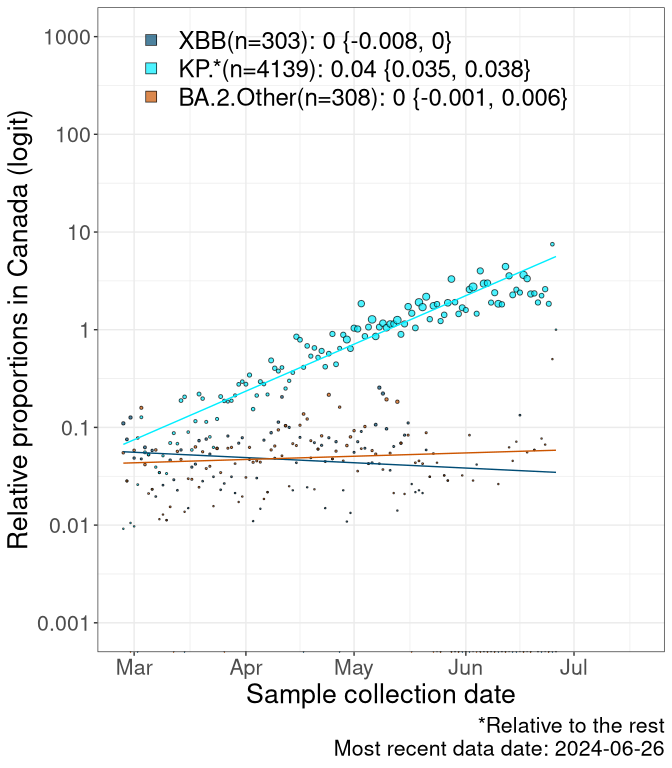 XBB(n=303): 0 {-0.008, 0}
KP.*(n=4139): 0.04 {0.035, 0.038}
BA.2.Other(n=308): 0 {-0.001, 0.006}
Relative proportions in Canada (logit)
1000
100
10
1
0.1
0.01
0.001
Mar Apr May Jun Jul
Sample collection date
*Relative to the rest
Most recent data date: 2024-06-26